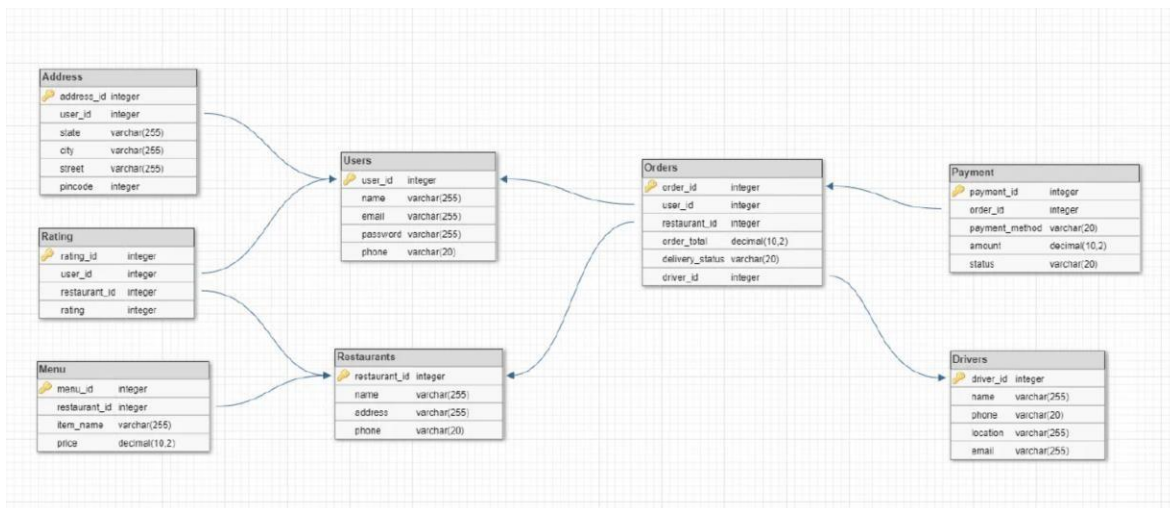 Address
address_id integer
user_id integer
state varchar(255)
city varchar(255)
street varchar(255)
pincode integer
Rating
rating_id integer
user_id integer
restaurant_id integer
rating integer
Menu
menu_id integer
restaurant_id integer
item_name varchar(255)
price decimal(10,2)
Users
user_id integer
name varchar(255)
email varchar(255)
password varchar(255)
phone varchar(20)
Rostaurants
restaurant_id integer
name varchar(255)
address varchar(255)
phone varchar(20)
Orders
order_id integer
user_id integer
restaurant_id integer
order_total decimal(10,2)
delivery_status varchar(20)
driver_id integer
Payment
payment_id integer
order_id integer
payment_method varchar(20)
amount decimal(10,2)
status varchar(20)
Drivers
driver_id integer
name varchar(255)
phone varchar(20)
location varchar(255)
email varchar(255)